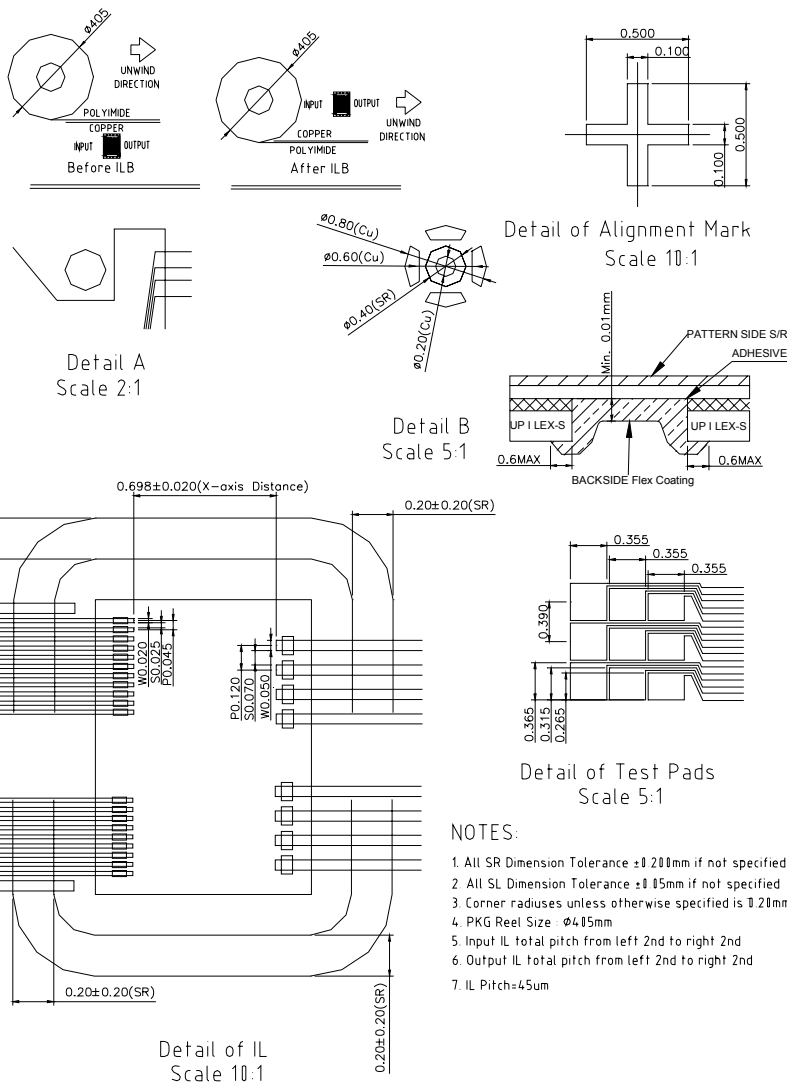 Ø405
UNWIND
DIRECTION
POLYIMIDE
COPPER
INPUT
OUTPUT
Before ILB
Ø405
INPUT
OUTPUT
UNWIND
DIRECTION
COPPER
POLYIMIDE
After ILB
0.500
0.100
0.500
0.100
Detail of Alignment Mark
Scale 10:1
Detail A
Scale 2:1
Ø0.80(Cu)
Ø0.60(Cu)
Ø0.40(SR)
Ø0.20(Cu)
Detail B
Scale 5:1
Min. 0.01mm
PATTERN SIDE S/R
ADHESIVE
UP I LEX-S
UP I LEX-S
0.6MAX
0.6MAX
BACKSIDE Flex Coating
0.698±0.020(X-axis Distance)
0.20±0.20(SR)
W0.020
S0.025
P0.045
P0.120
S0.070
W0.050
0.20±0.20(SR)
0.20±0.20(SR)
Detail of IL
Scale 10:1
0.355
0.355
0.355
0.390
0.365
0.315
0.265
Detail of Test Pads
Scale 5:1
NOTES:
1. All SR Dimension Tolerance ±0.200mm if not specified
2. All SL Dimension Tolerance ±0.05mm if not specified
3. Corner radiuses unless otherwise specified is 0.20mm
4. PKG Reel Size : Ø405mm
5. Input IL total pitch from left 2nd to right 2nd
6. Output IL total pitch from left 2nd to right 2nd
7. IL Pitch=45um